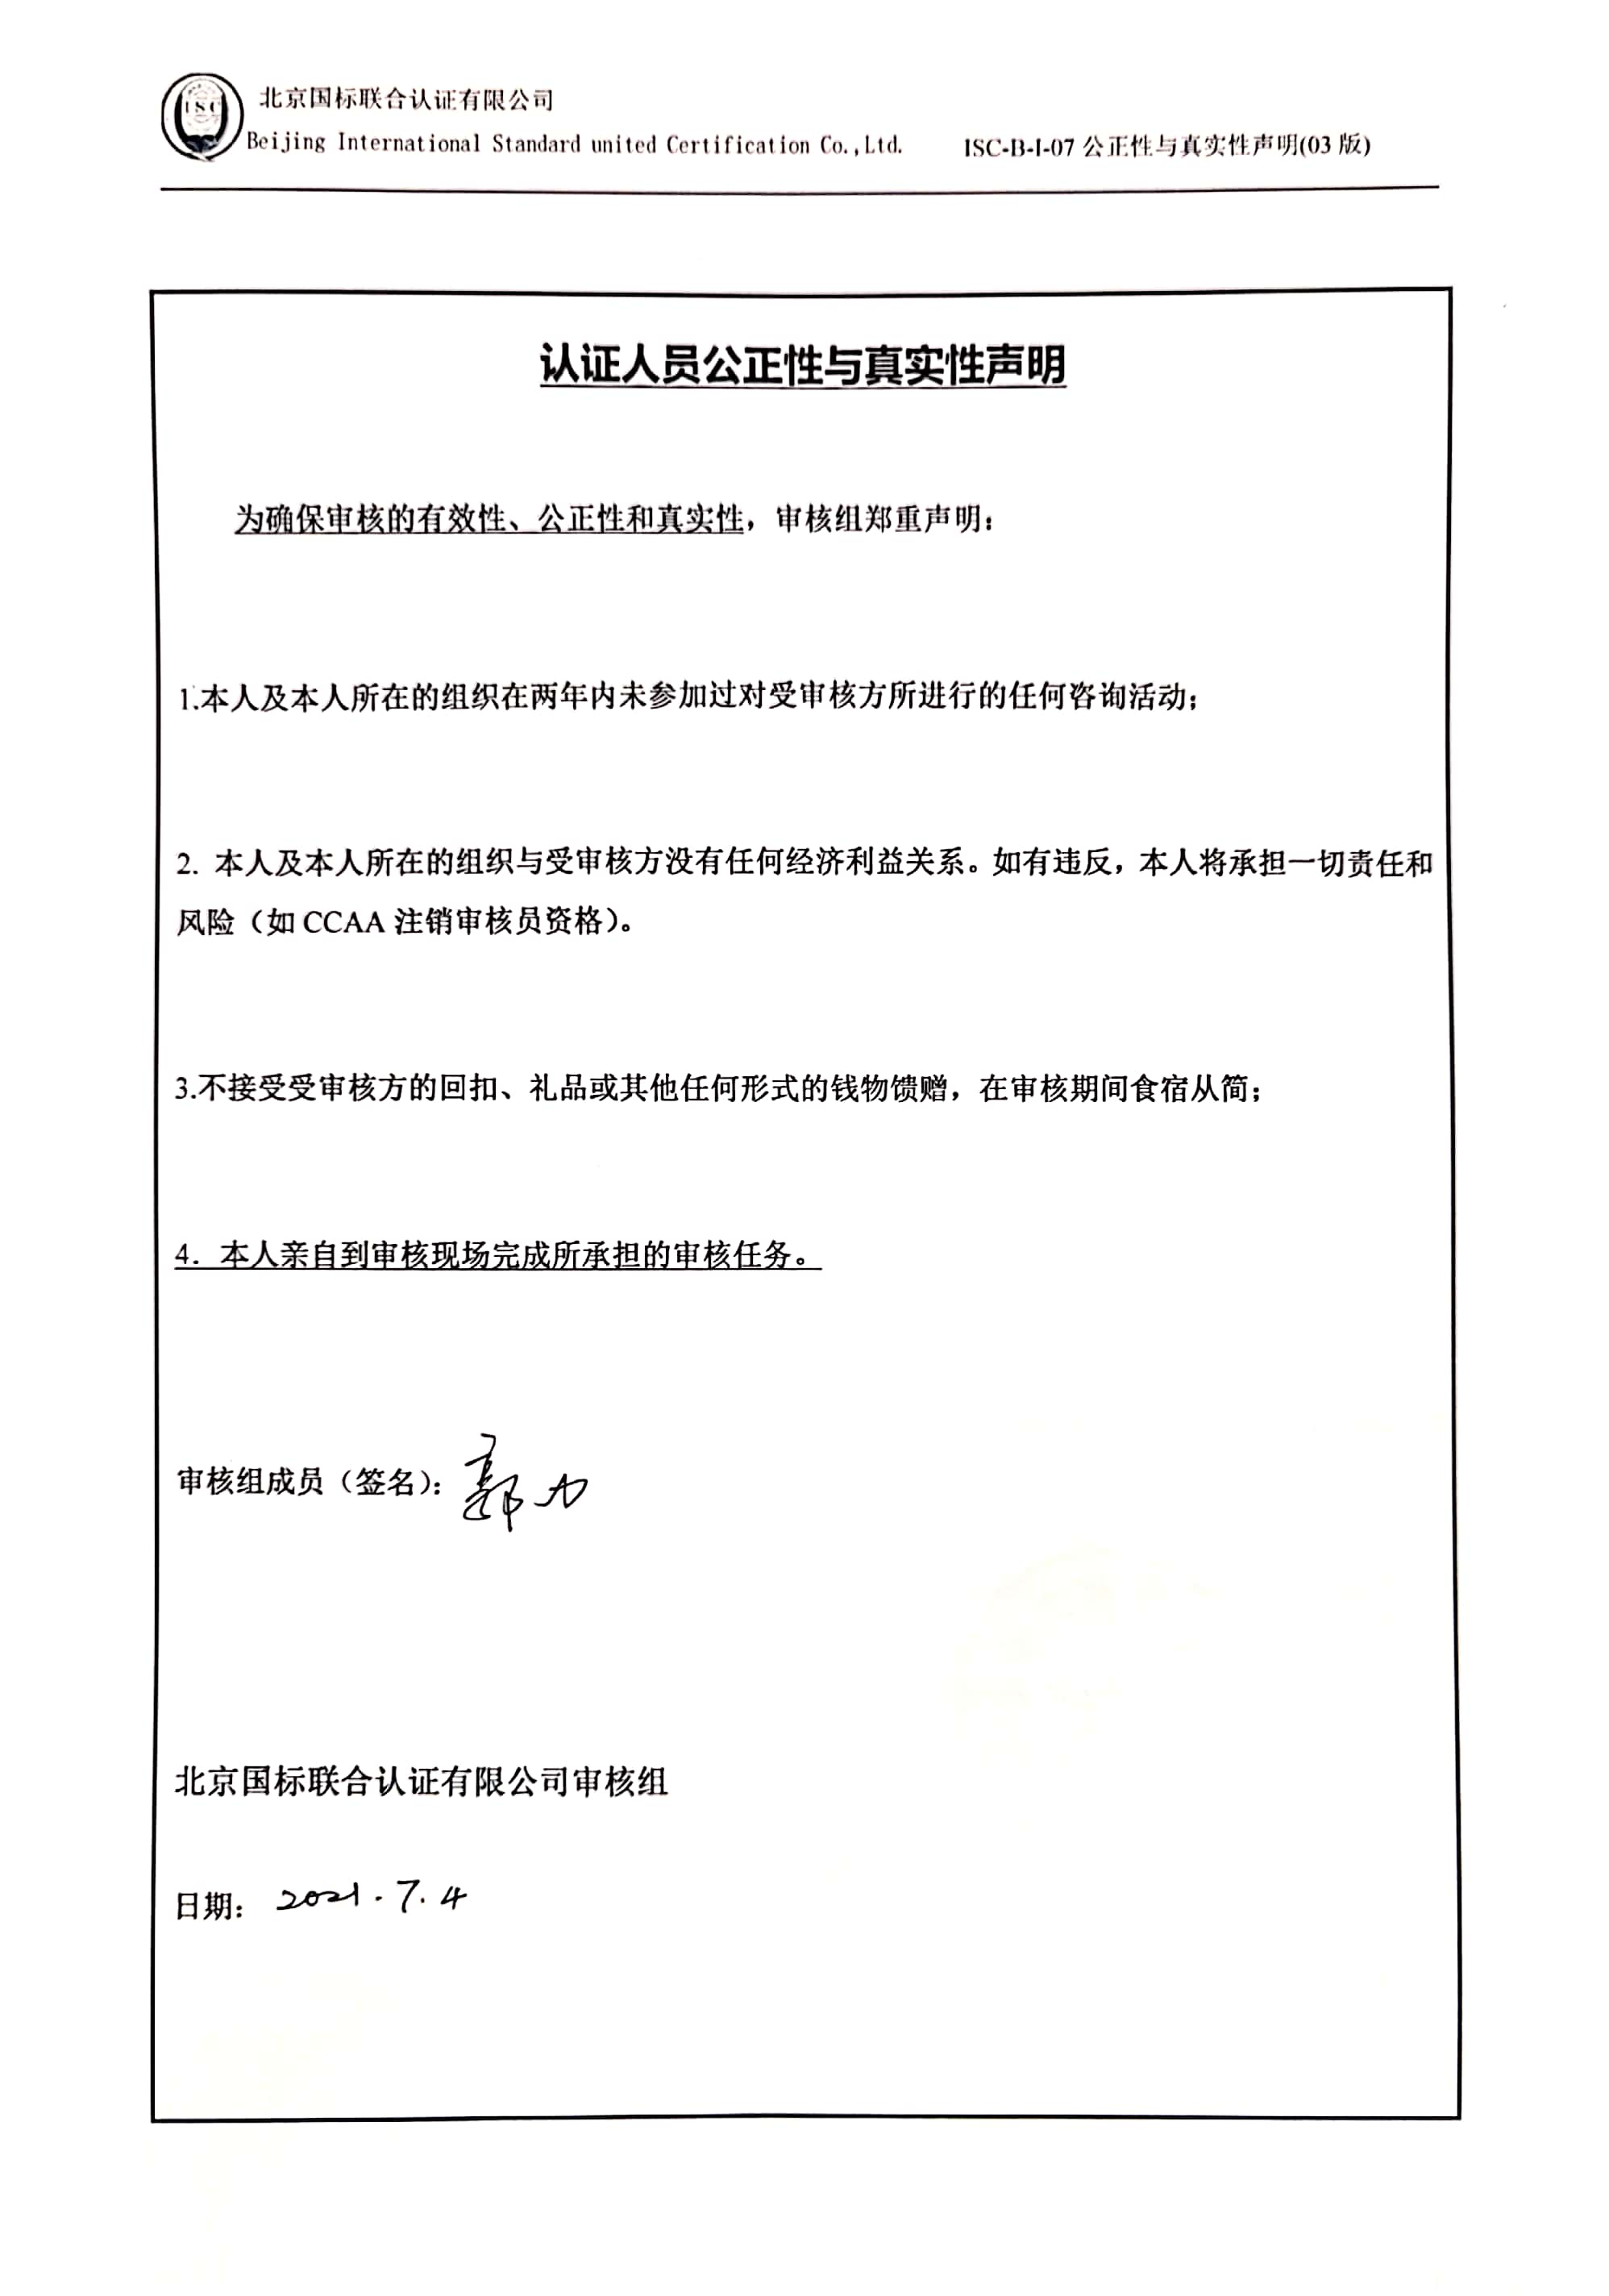 ISC
北京国标联合认证有限公司
Beijing International Standard united Certification Co.,Ltd. ISC-B-I-07 公正性与真实性声明(03 版)
认证人员公正性与真实性声明
为确保审核的有效性、公正性和真实性，审核组郑重声明：
1.本人及本人所在的组织在两年内未参加过对受审核方所进行的任何咨询活动；
2. 本人及本人所在的组织与受审核方没有任何经济利益关系。如有违反，本人将承担一切责任和
风险（如 CCAA 注销审核员资格）。
3.不接受受审核方的回扣、礼品或其他任何形式的钱物馈赠，在审核期间食宿从简；
4. 本人亲自到审核现场完成所承担的审核任务。
审核组成员（签名）：郭力
北京国标联合认证有限公司审核组
日期： 2021.7.4